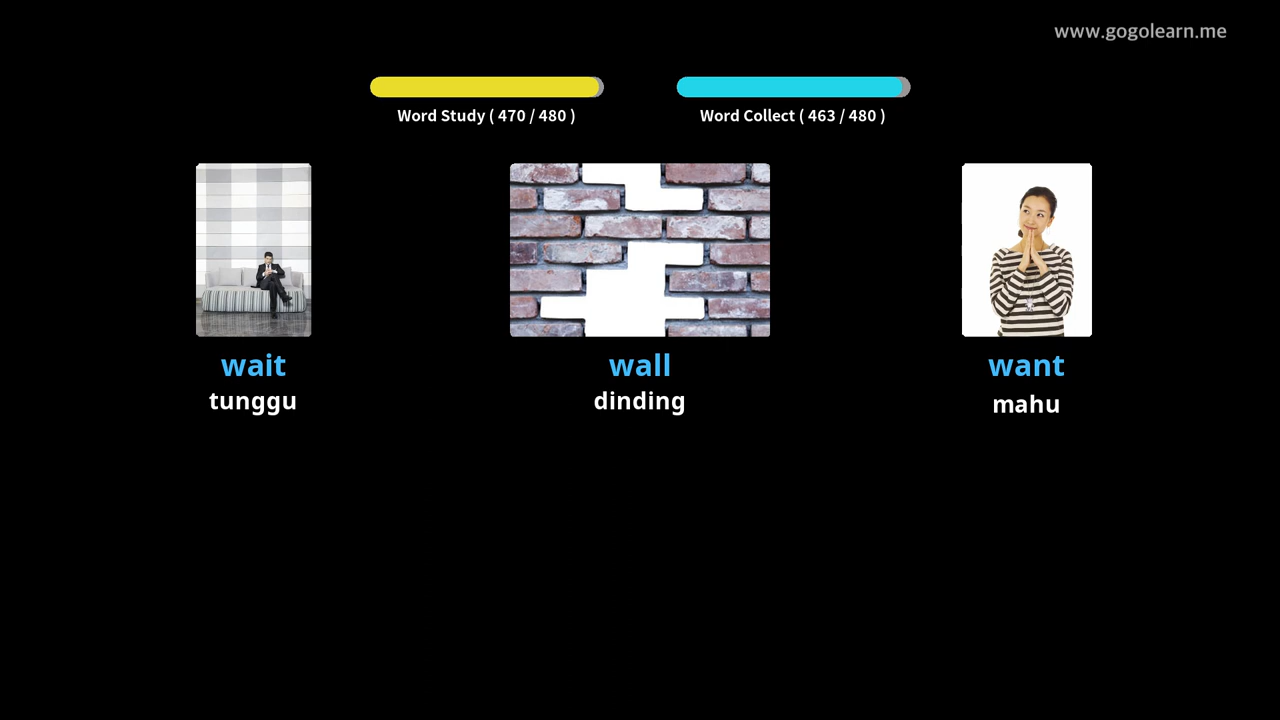 www.gogolearn.me
Word Study ( 470 / 480 )
Word Collect ( 463 / 480 )
wait
tunggu
wall
dinding
want
mahu